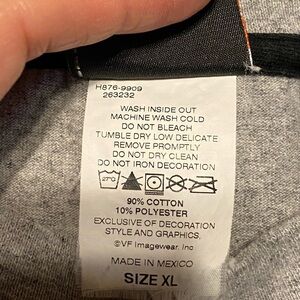 H876-9909
263232
WASH INSIDE OUT
MACHINE WASH COLD
DO NOT BLEACH
TUMBLE DRY LOW DELICATE
REMOVE PROMPTLY
DO NOT DRY CLEAN
DO NOT IRON DECORATION
27°C
90% COTTON
10% POLYESTER
EXCLUSIVE OF DECORATION
STYLE AND GRAPHICS.
©VF Imagewear, Inc
MADE IN MEXICO
SIZE XL